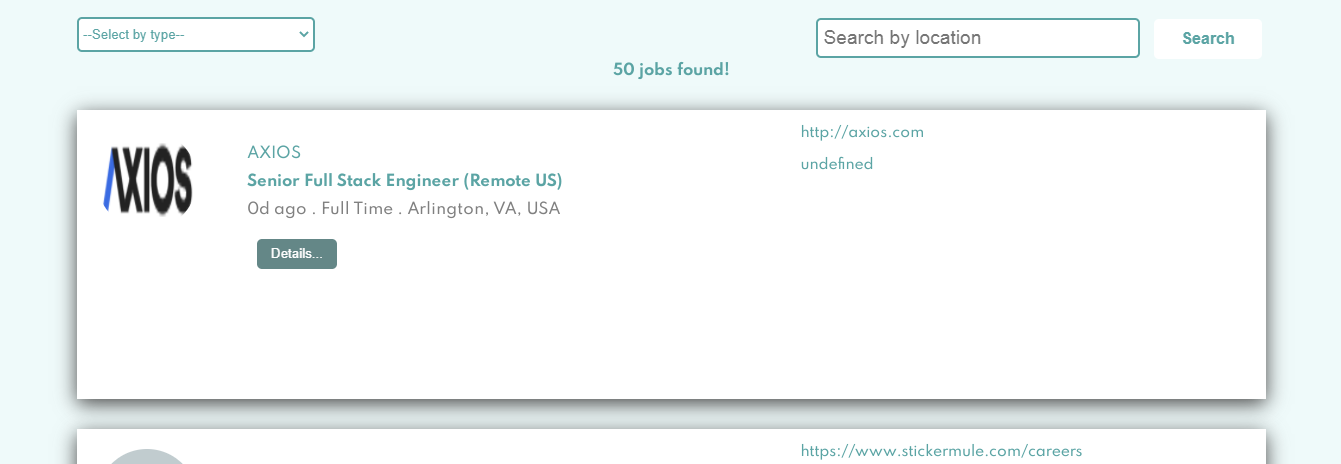 --Select by type--
Search by location
Search
50 jobs found!
AXIOS
AXIOS
Senior Full Stack Engineer (Remote US)
0d ago . Full Time . Arlington, VA, USA
Details...
http://axios.com
undefined
https://www.stickermule.com/careers